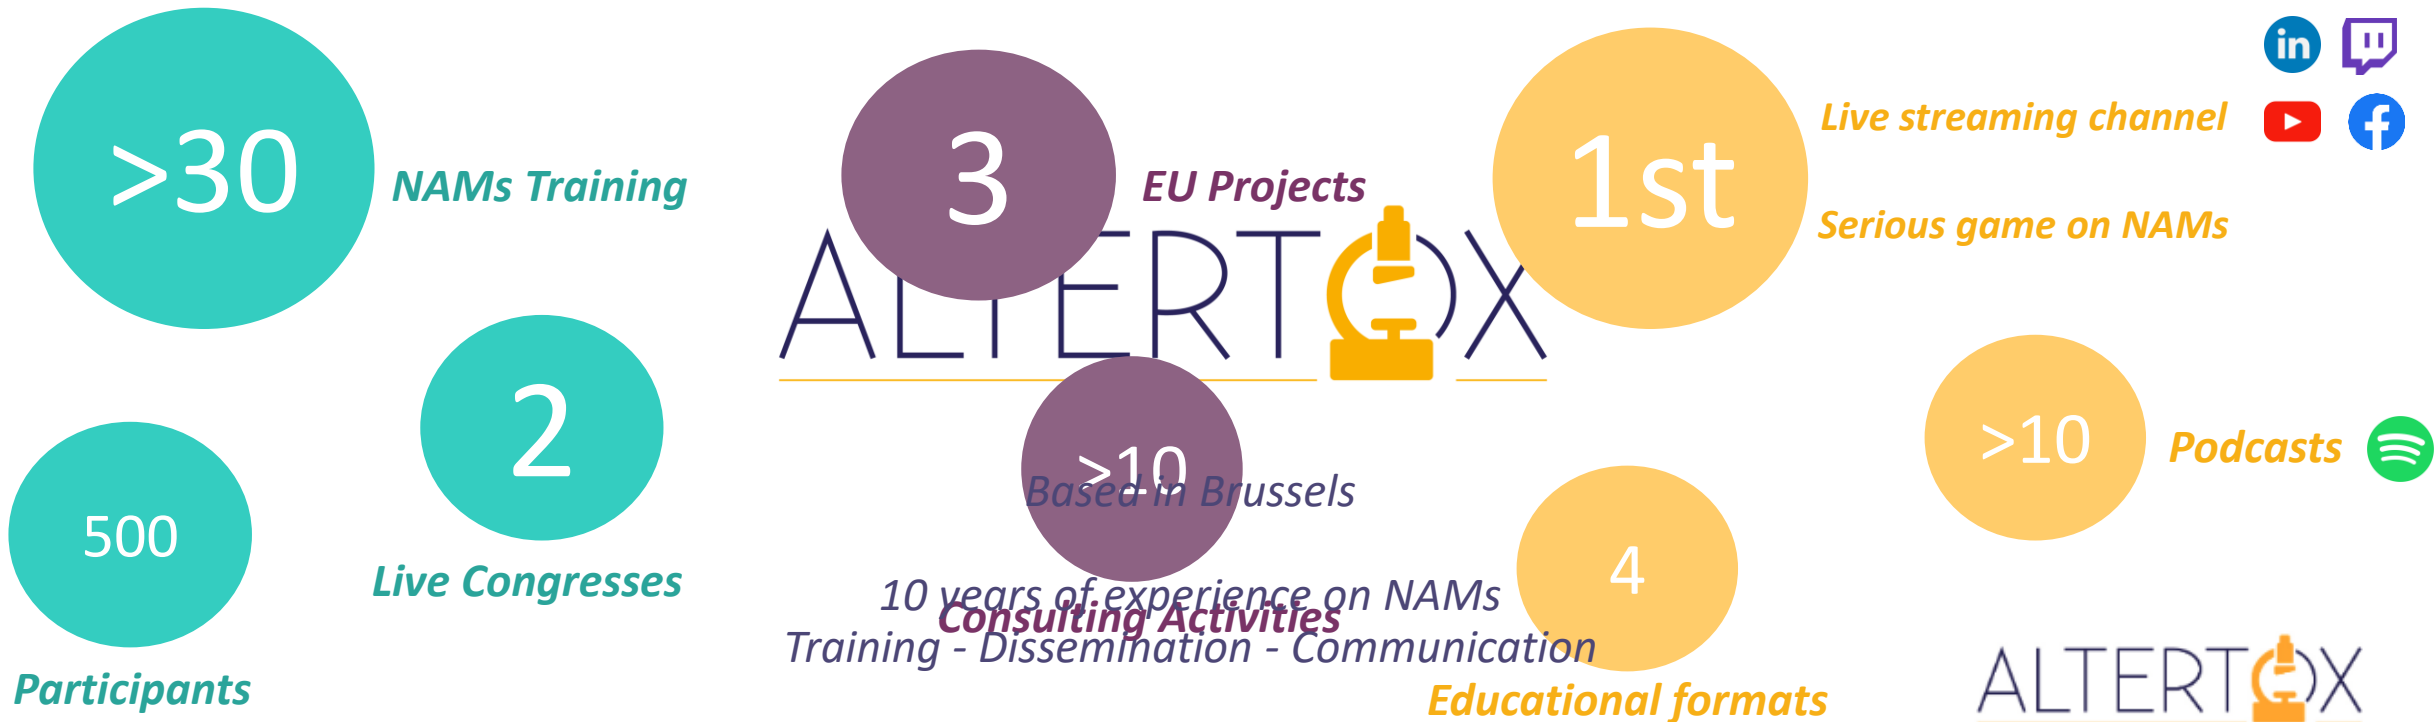 >30
NAMs Training
500
Participants
2
Live Congresses
3
EU Projects
ALTERTOX
>10
Consulting Activities
Based in Brussels
10 years of experience on NAMs
Training - Dissemination - Communication
1st
Live streaming channel
in
Serious game on NAMs
>10
Podcasts
4
Educational formats
ALTERTOX